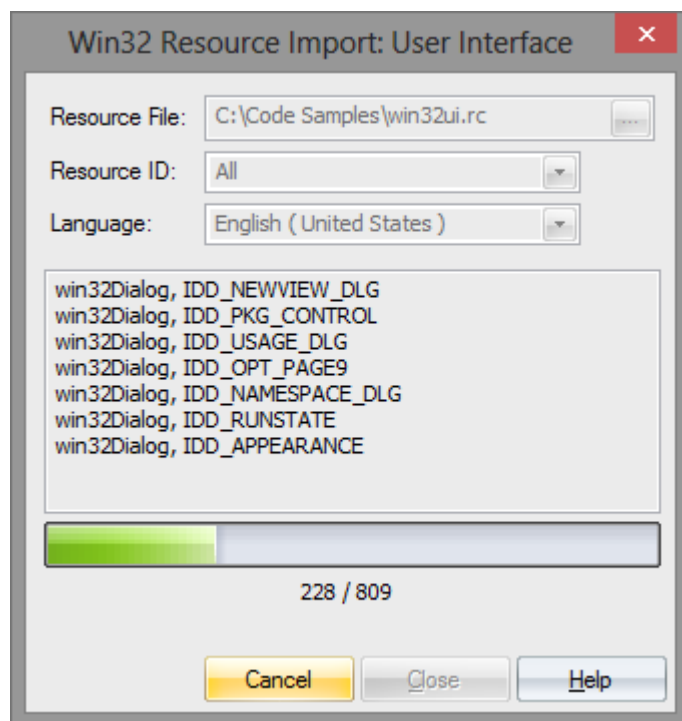 Win32 Resource Import: User Interface
Resource File: C:\Code Samples\win32ui.rc ...
Resource ID: All
Language: English ( United States )
win32Dialog, IDD_NEWVIEW_DLG
win32Dialog, IDD_PKG_CONTROL
win32Dialog, IDD_USAGE_DLG
win32Dialog, IDD_OPT_PAGE9
win32Dialog, IDD_NAMESPACE_DLG
win32Dialog, IDD_RUNSTATE
win32Dialog, IDD_APPEARANCE
228 / 809
Cancel Close Help